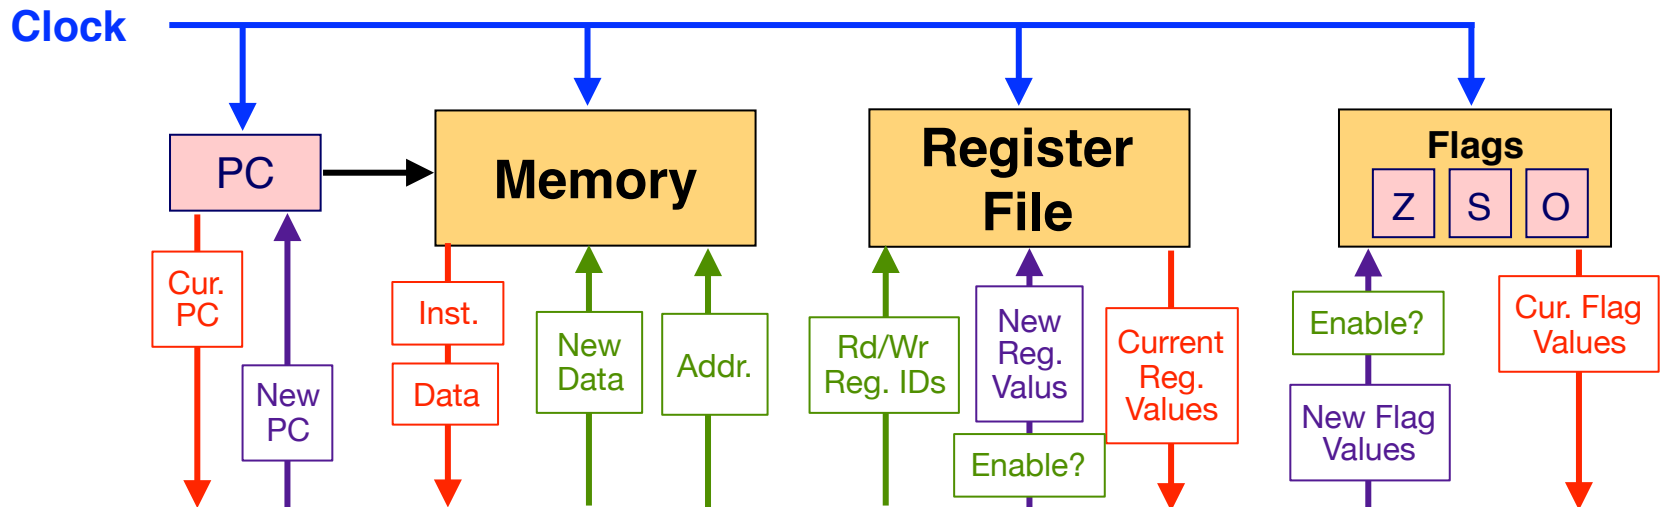 Clock
PC
Memory
Register
File
Flags
Z S O
Cur.
PC
New
PC
Inst.
Data
New
Data
Addr.
Rd/Wr
Reg. IDs
New
Reg.
Valus
Enable?
Current
Reg.
Values
Enable?
New Flag
Values
Cur. Flag
Values